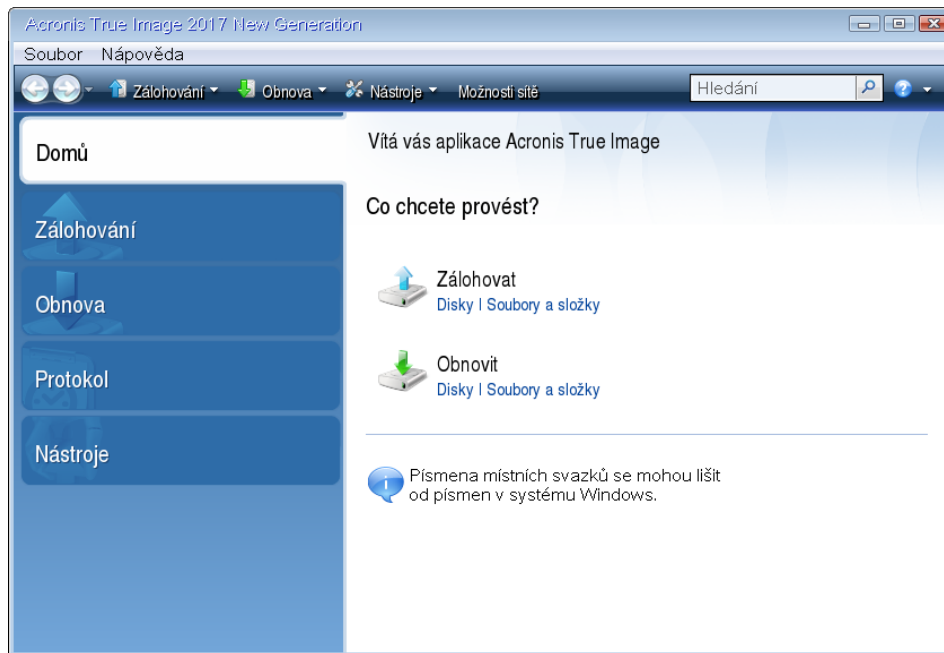 Acronis True Image 2017 New Generation
Soubor Nápověda
Zálohování Obnova Nástroje Možnosti sítě Hledání
Domů
Zálohování
Obnova
Protokol
Nástroje
Vítá vás aplikace Acronis True Image
Co chcete provést?
Zálohovat
Disky | Soubory a složky
Obnovit
Disky | Soubory a složky
Písmena místních svazků se mohou lišit
od písmen v systému Windows.